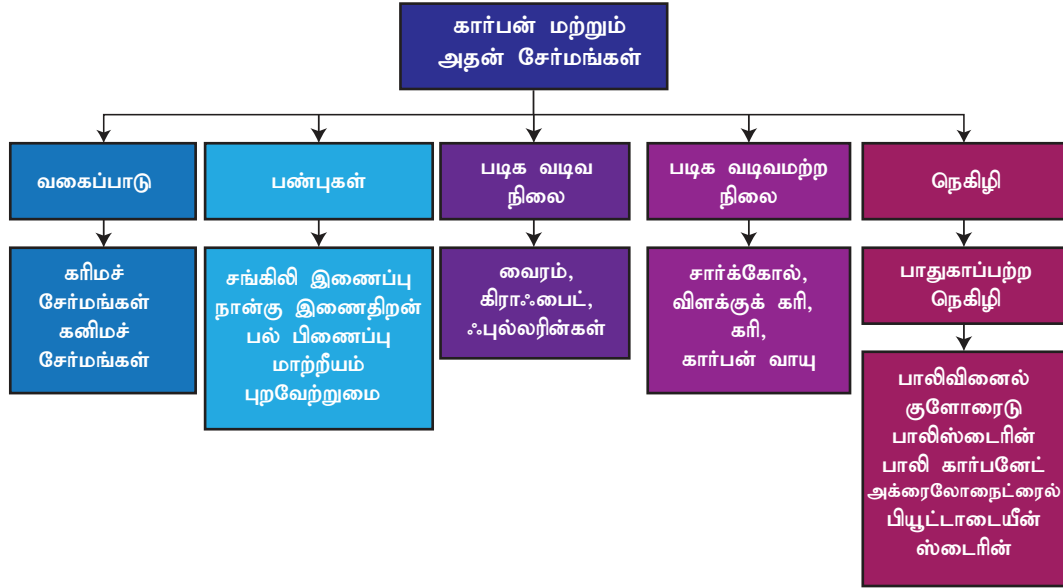 கார்பன் மற்றும்
அதன் சேர்மங்கள்
வகைப்பாடு
பண்புகள்
படிக வடிவ
நிலை
படிக வடிவமற்ற
நிலை
நெகிழி
கரிமச்
சேர்மங்கள்
கனிமச்
சேர்மங்கள்
சங்கிலி இணைப்பு
நான்கு இணைதிறன்
பல் பிணைப்பு
மாற்றீயம்
புறவேற்றுமை
வைரம்,
கிராஃபைட்,
ஃபுல்லரின்கள்
சார்க்கோல்,
விளக்குக் கரி,
கரி,
கார்பன் வாயு
பாதுகாப்பற்ற
நெகிழி
பாலிவினைல்
குளோரைடு
பாலிஸ்டைரின்
பாலி கார்பனேட்
அக்ரைலோநைட்ரைல்
பியூட்டாடையீன்
ஸ்டைரின்